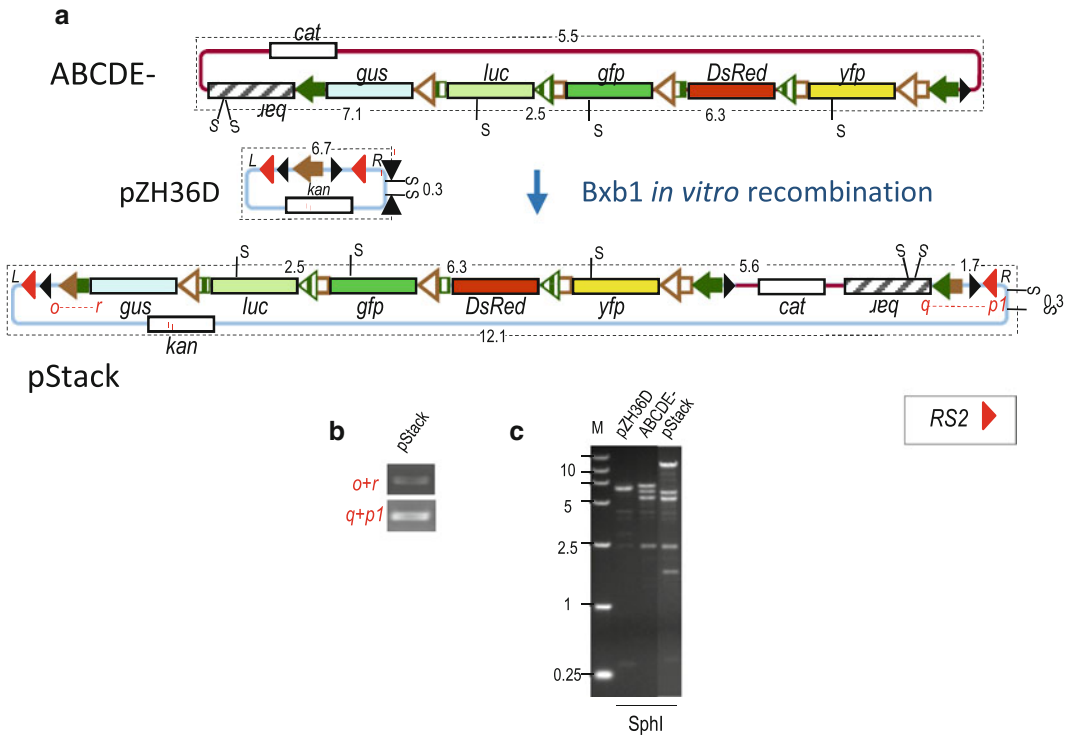 a
cat
5.5
ABCDE-
gus luc gfp DsRed yfp
bar
7.1 2.5 6.3
S S S S S
pZH36D
6.7
L R
kan
S
S
0.3
Bxb1 in vitro recombination
S S S S S
L 2.5 6.3 5.6 1.7 R
o r gus luc gfp DsRed yfp cat bar q p1
S
S
0.3
kan
12.1
pStack
b
pStack
o+r
q+p1
c
M pZH36D ABCDE- pStack
10
5
2.5
1
0.25
SphI
RS2